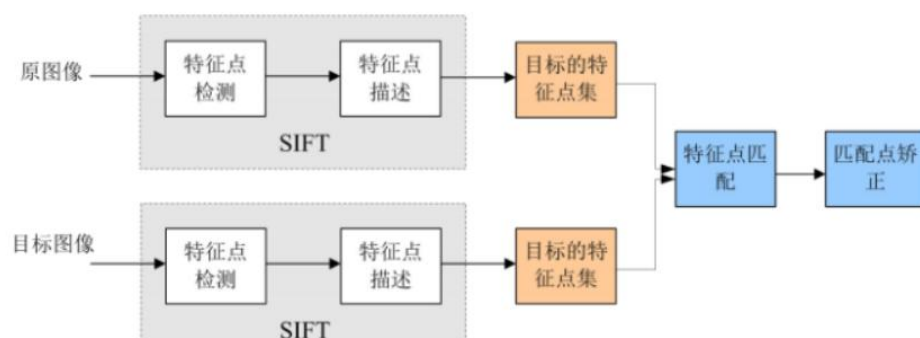 原图像
特征点
检测
特征点
描述
SIFT
目标的特
征点集
特征点匹
配
匹配点矫
正
目标图像
特征点
检测
特征点
描述
SIFT
目标的特
征点集